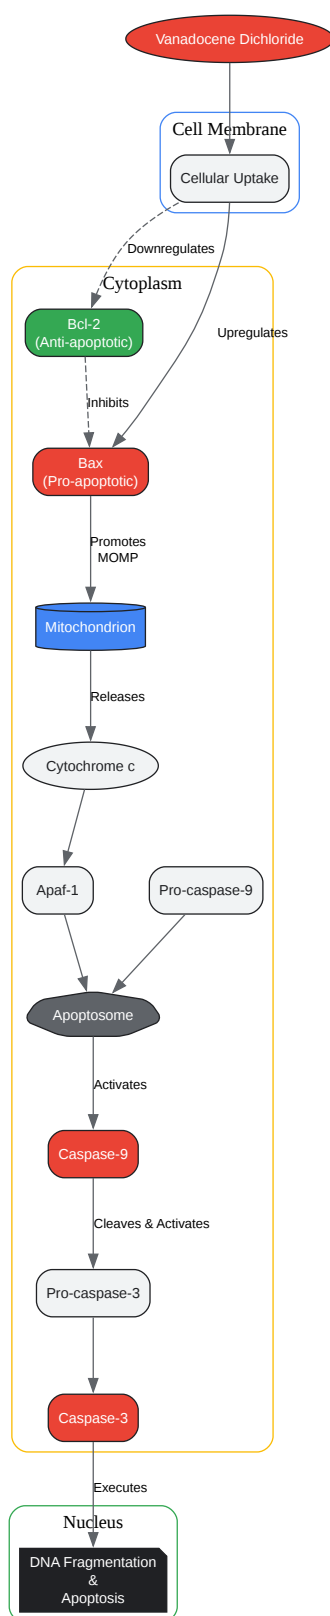 Vanadocene Dichloride
Cell Membrane
Cellular Uptake
Downregulates
Cytoplasm
Bcl-2
(Anti-apoptotic)
Upregulates
Inhibits
Bax
(Pro-apoptotic)
Promotes
MOMP
Mitochondrion
Releases
Cytochrome c
Apaf-1
Pro-caspase-9
Apoptosome
Activates
Caspase-9
Cleaves & Activates
Pro-caspase-3
Caspase-3
Executes
Nucleus
DNA Fragmentation
&
Apoptosis